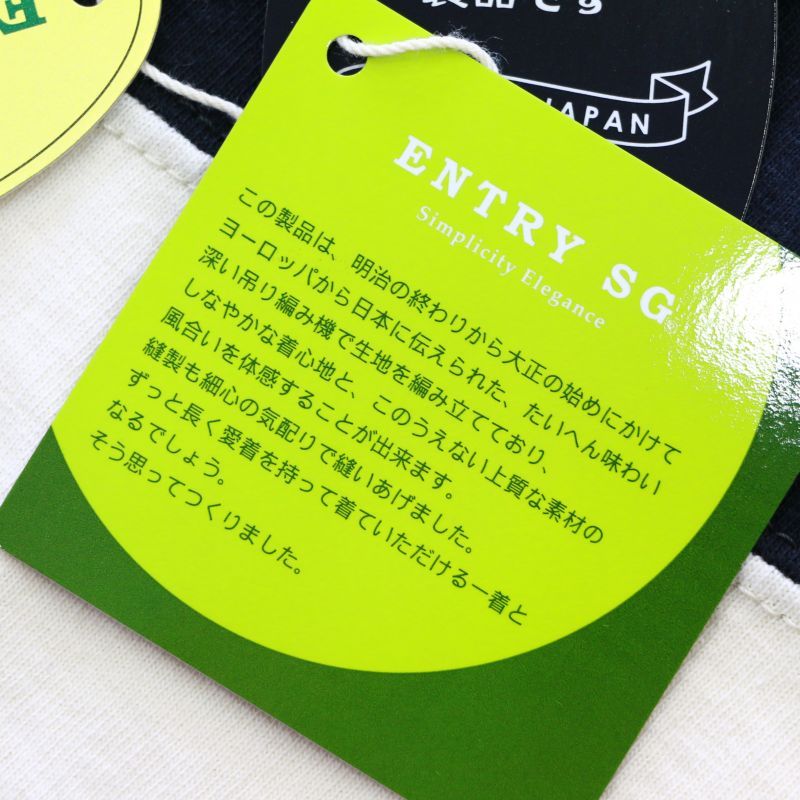 製品です
JAPAN
ENTRY SG
Simplicity Elegance
この製品は、明治の終わりから大正の始めにかけて
ヨーロッパから日本に伝えられた、たいへん味わい
深い吊り編み機で生地を編み立てており、
しなやかな着心地と、このうえない上質な素材の
風合いを体感することが出来ます。
縫製も細心の気配りで縫いあげました。
ずっと長く愛着を持って着ていただける一着と
なるでしょう。
そう思ってつくりました。